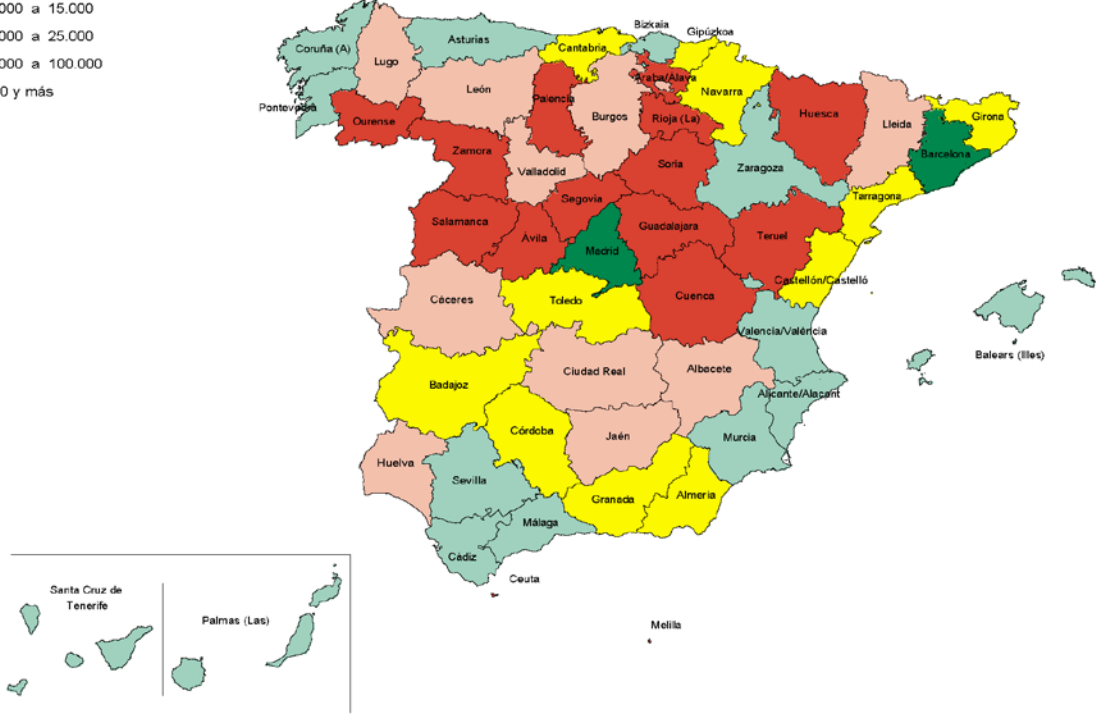 000 a 15.000
000 a 25.000
000 a 100.000
0 y más
Bizkaia
Gipúzkoa
Coruña (A)
Asturias
Cantabria
Lugo
Araba/Alava
León
Navarra
Palencia
Pontevedra
Ourense
Burgos
Rioja (La)
Huesca
Lleida
Girona
Barcelona
Zamora
Soria
Zaragoza
Valladolid
Tarragona
Segovia
Salamanca
Ávila
Guadalajara
Teruel
Madrid
Castellón/Castelló
Cáceres
Toledo
Cuenca
Valencia/València
Balears (Illes)
Ciudad Real
Albacete
Badajoz
Alicante/Alacant
Córdoba
Jaén
Murcia
Huelva
Sevilla
Granada
Almería
Málaga
Cádiz
Ceuta
Santa Cruz de
Tenerife
Palmas (Las)
Melilla